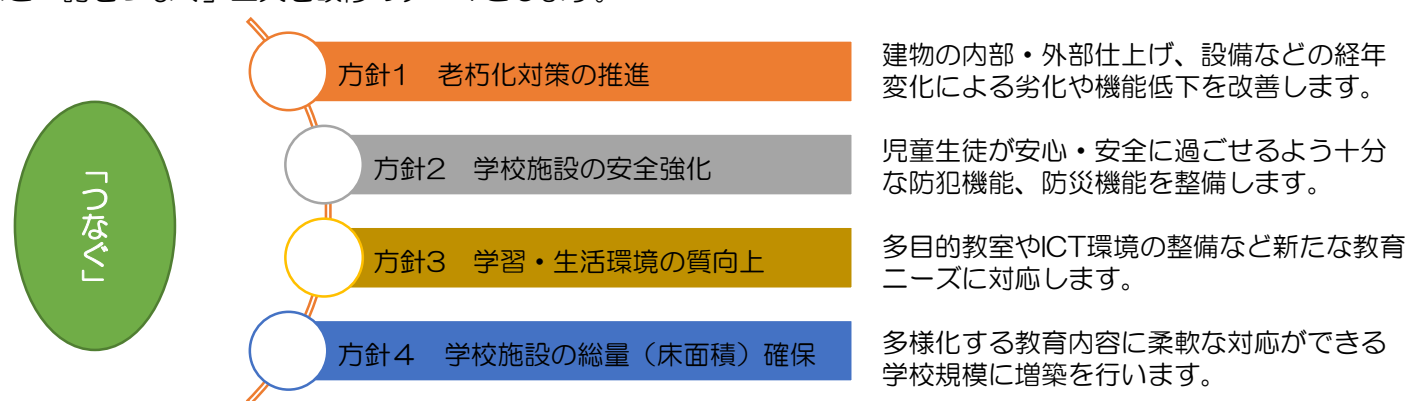 「つなぐ」
方針1 老朽化対策の推進
建物の内部・外部仕上げ、設備などの経年
変化による劣化や機能低下を改善します。
方針2 学校施設の安全強化
児童生徒が安心・安全に過ごせるよう十分
な防犯機能、防災機能を整備します。
方針3 学習・生活環境の質向上
多目的教室やICT環境の整備など新たな教育
ニーズに対応します。
方針4 学校施設の総量（床面積）確保
多様化する教育内容に柔軟な対応ができる
学校規模に増築を行います。